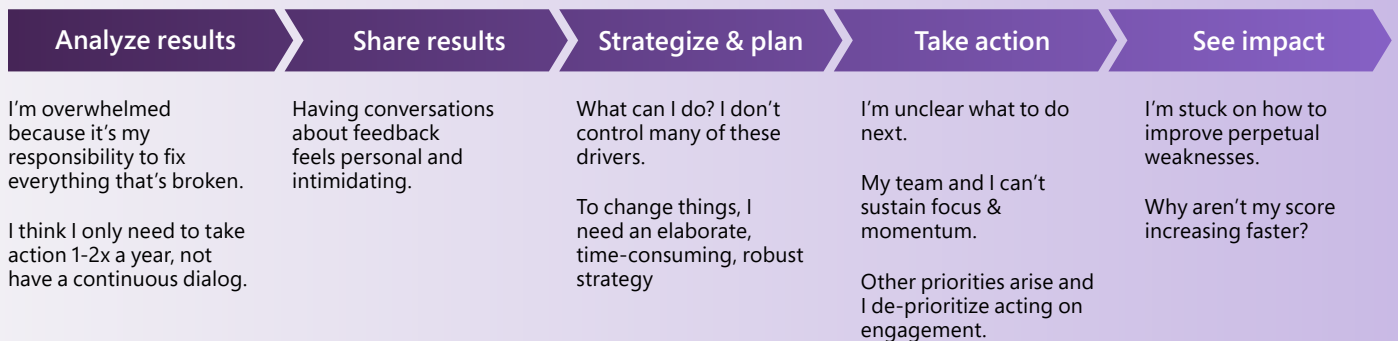 Analyze results
Share results
Strategize & plan
Take action
See impact
I'm overwhelmed
because it's my
responsibility to fix
everything that's broken.
I think I only need to take
action 1-2x a year, not
have a continuous dialog.
Having conversations
about feedback
feels personal and
intimidating.
What can I do? I don't
control many of these
drivers.
To change things, I
need an elaborate,
time-consuming, robust
strategy
I'm unclear what to do
next.
My team and I can't
sustain focus &
momentum.
Other priorities arise and
I de-prioritize acting on
engagement.
I'm stuck on how to
improve perpetual
weaknesses.
Why aren't my score
increasing faster?